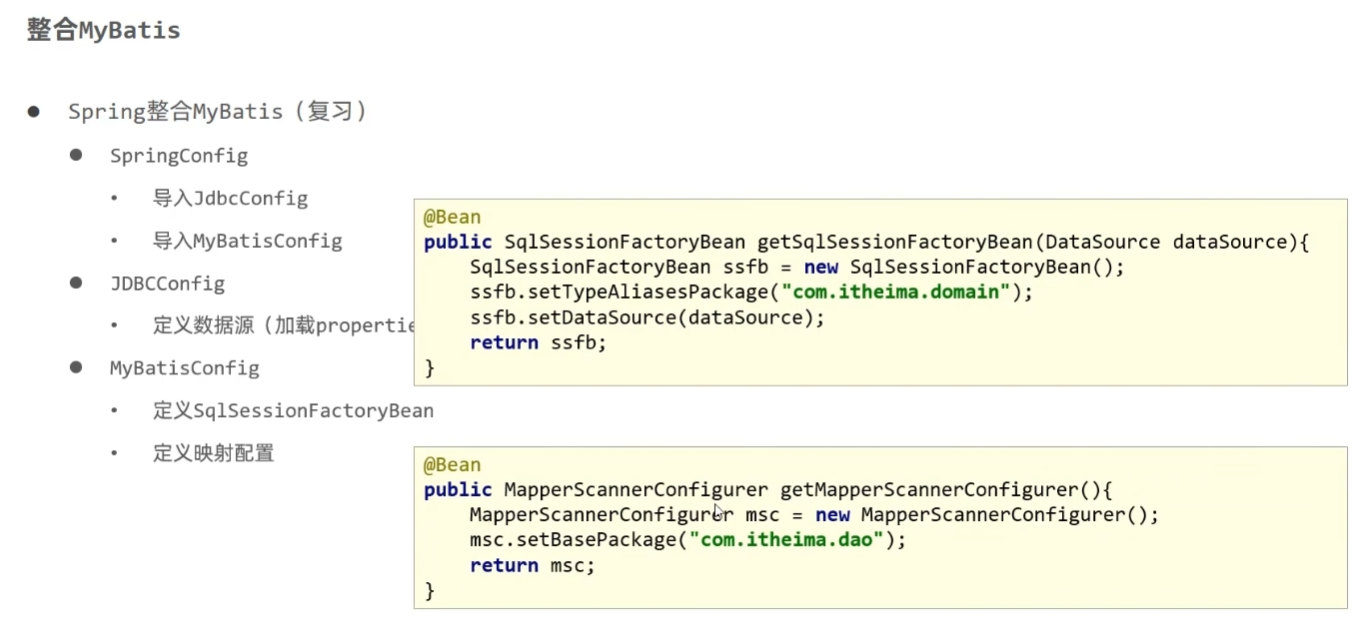 整合MyBatis
Spring整合MyBatis（复习）
SpringConfig
导入JdbcConfig
导入MyBatisConfig
JDBCConfig
定义数据源（加载propertie
MyBatisConfig
定义SqlSessionFactoryBean
定义映射配置
@Bean
public SqlSessionFactoryBean getSqlSessionFactoryBean(DataSource dataSource){
SqlSessionFactoryBean ssfb = new SqlSessionFactoryBean();
ssfb.setTypeAliasesPackage("com.itheima.domain");
ssfb.setDataSource(dataSource);
return ssfb;
}
@Bean
public MapperScannerConfigurer getMapperScannerConfigurer(){
MapperScannerConfigurer msc = new MapperScannerConfigurer();
msc.setBasePackage("com.itheima.dao");
return msc;
}